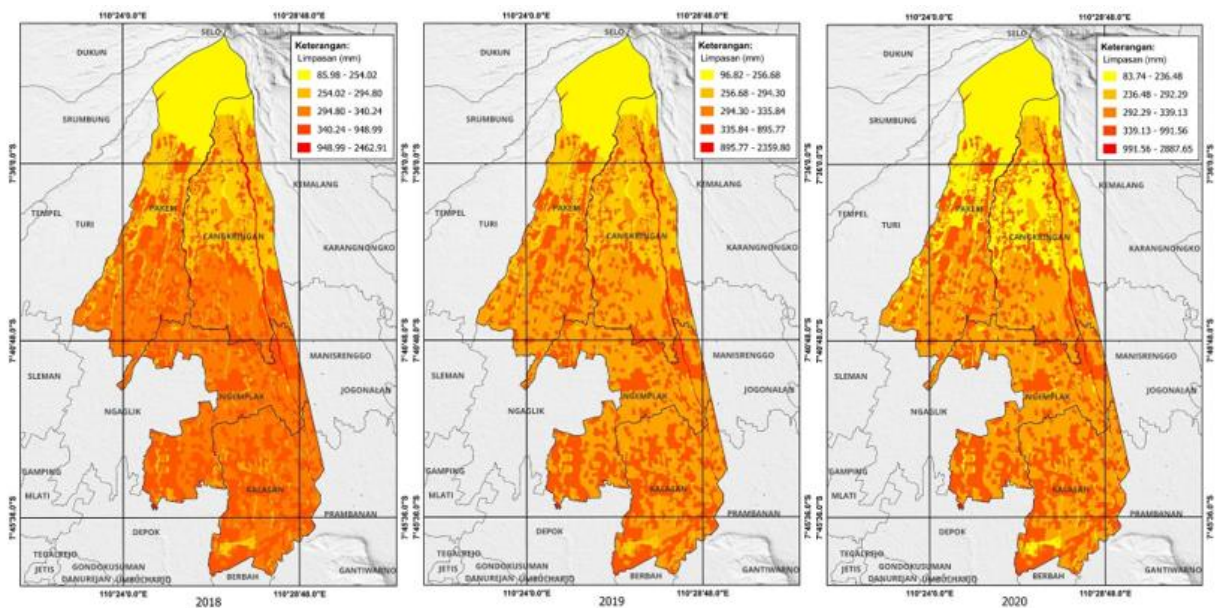 110°24'0.0"E 110°28'48.0"E
SELO
DUKUN
Keterangan:
Limpasan (mm)
85.98 - 254.02
254.02 - 294.80
294.80 - 340.24
340.24 - 948.99
948.99 - 2462.91
SRUMBUNG
7°36'0.0"S
KEMALANG
TEMPEL
TURI
PAKEM
CANGKRINGAN
KARANGNONGKO
7°40'48.0"S
MANISRENGGO
SLEMAN
JOGONALAN
NGEMPLAK
NGAGLIK
GAMPING
MLATI
KALASAN
7°45'36.0"S
PRAMBANAN
DEPOK
TEGALREJO
JETIS
GONDOKUSUMAN
DANUREJAN
UMBULHARJO
BERBAH
GANTIWARNO
110°24'0.0"E 110°28'48.0"E
2018
110°24'0.0"E 110°28'48.0"E
SELO
DUKUN
Keterangan:
Limpasan (mm)
96.82 - 256.68
256.68 - 294.30
294.30 - 335.84
335.84 - 895.77
895.77 - 2359.80
SRUMBUNG
7°36'0.0"S 7°36'0.0"S
KEMALANG
TEMPEL
TURI
PAKEM
CANGKRINGAN
KARANGNONGKO
7°40'48.0"S 7°40'48.0"S
MANISRENGGO
SLEMAN
JOGONALAN
NGEMPLAK
NGAGLIK
GAMPING
MLATI
KALASAN
7°45'36.0"S 7°45'36.0"S
PRAMBANAN
DEPOK
TEGALREJO
JETIS
GONDOKUSUMAN
DANUREJAN
BERBAH
GANTIWARNO
110°24'0.0"E 110°28'48.0"E
2019
110°24'0.0"E 110°28'48.0"E
SELO
DUKUN
Keterangan:
Limpasan (mm)
83.74 - 236.48
236.48 - 292.29
292.29 - 339.13
339.13 - 991.56
991.56 - 2887.65
SRUMBUNG
7°36'0.0"S
KEMALANG
TEMPEL
TURI
PAKEM
CANGKRINGAN
KARANGNONGKO
7°40'48.0"S
MANISRENGGO
SLEMAN
JOGONALAN
NGEMPLAK
NGAGLIK
GAMPING
MLATI
KALASAN
7°45'36.0"S
PRAMBANAN
DEPOK
TEGALREJO
JETIS
GONDOKUSUMAN
DANUREJAN
BERBAH
GANTIWARNO
110°24'0.0"E 110°28'48.0"E
2020